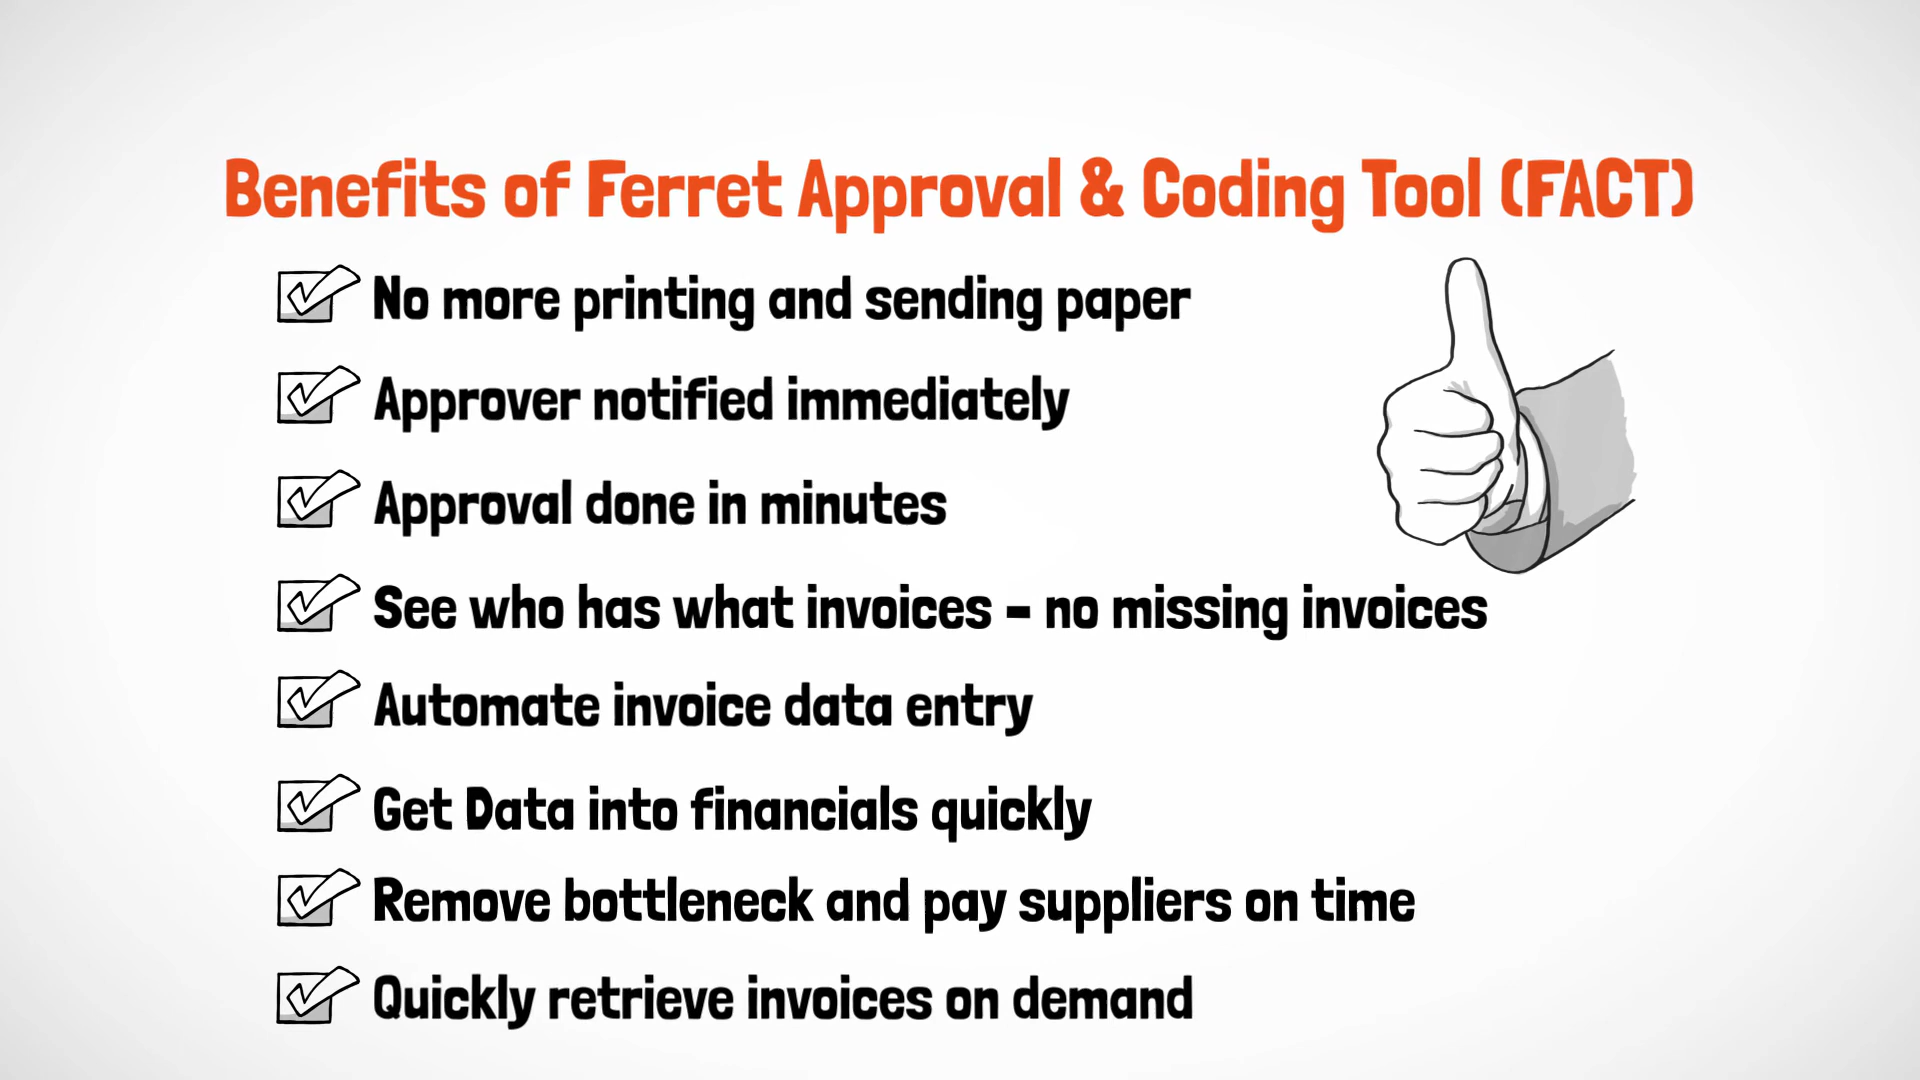 Benefits of Ferret Approval & Coding Tool (FACT)
No more printing and sending paper
Approver notified immediately
Approval done in minutes
See who has what invoices – no missing invoices
Automate invoice data entry
Get Data into financials quickly
Remove bottleneck and pay suppliers on time
Quickly retrieve invoices on demand